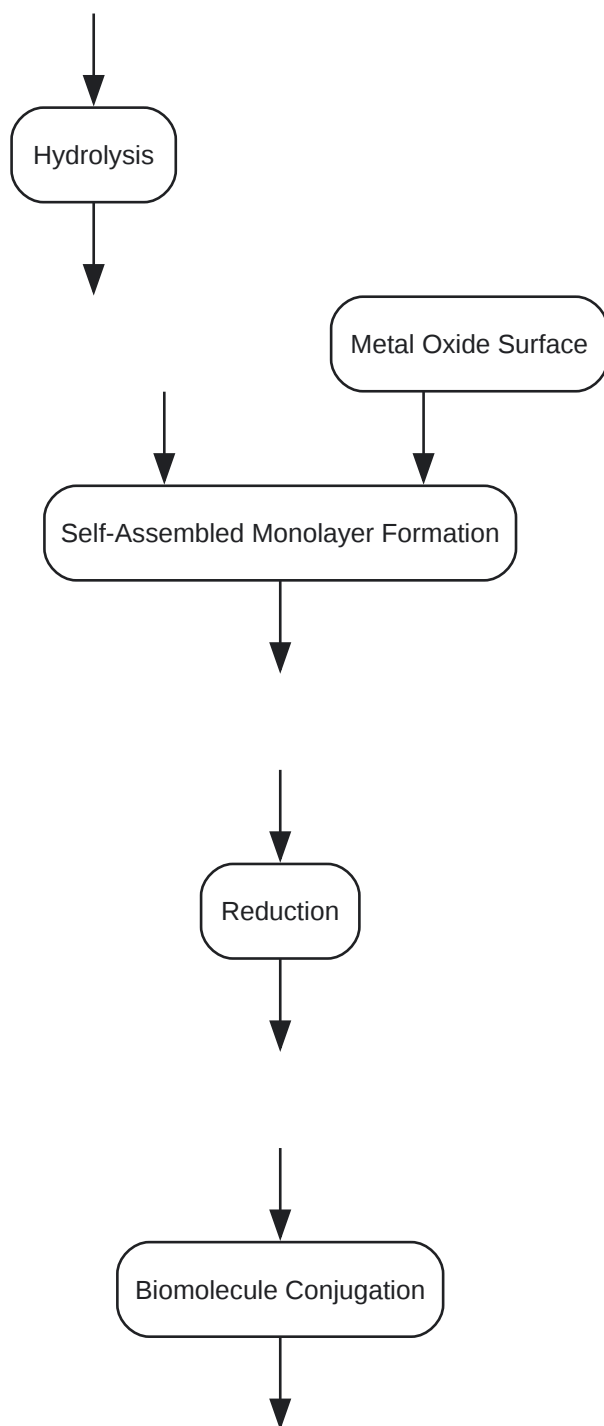 Hydrolysis
Metal Oxide Surface
Self-Assembled Monolayer Formation
Reduction
Biomolecule Conjugation